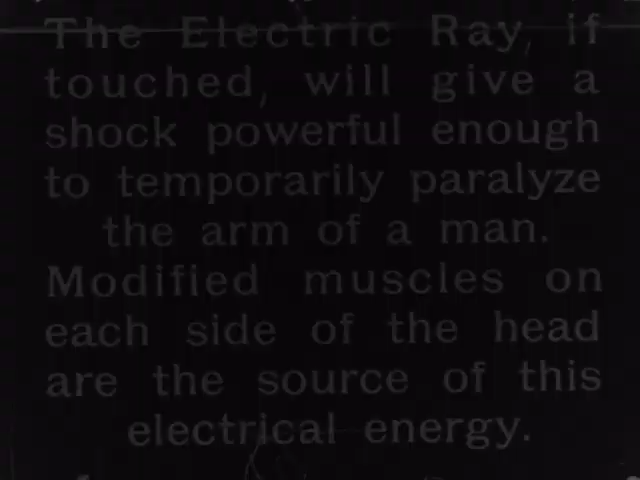 The Electric Ray, if
touched, will give a
shock powerful enough
to temporarily paralyze
the arm of a man.
Modified muscles on
each side of the head
are the source of this
electrical energy.